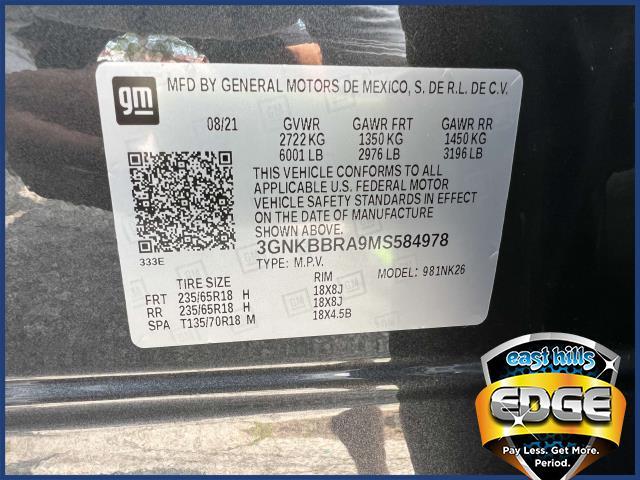 gm
MFD BY GENERAL MOTORS DE MEXICO, S. DE R.L. DE C.V.
08/21 GVWR GAWR FRT GAWR RR
2722 KG 1350 KG 1450 KG
6001 LB 2976 LB 3196 LB
THIS VEHICLE CONFORMS TO ALL
APPLICABLE U.S. FEDERAL MOTOR
VEHICLE SAFETY STANDARDS IN EFFECT
ON THE DATE OF MANUFACTURE
SHOWN ABOVE.
333E 3GNKBBRA9MS584978
TYPE: M.P.V. MODEL: 981NK26
TIRE SIZE RIM
FRT 235/65R18 H 18X8J
RR 235/65R18 H 18X8J
SPA T135/70R18 M 18X4.5B
east hills
EDGE
Pay Less. Get More.
Period.